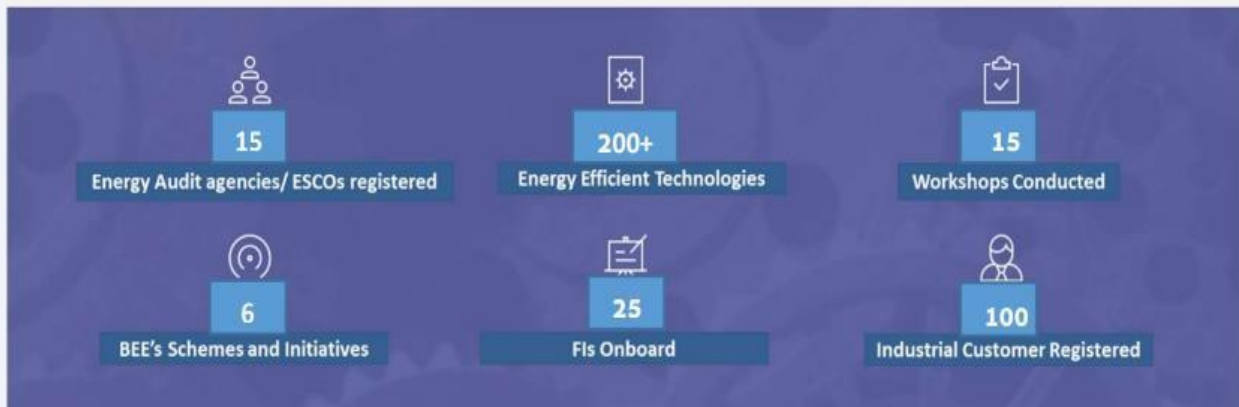 15
Energy Audit agencies/ ESCOs registered
200+
Energy Efficient Technologies
15
Workshops Conducted
6
BEE's Schemes and Initiatives
25
FIs Onboard
100
Industrial Customer Registered